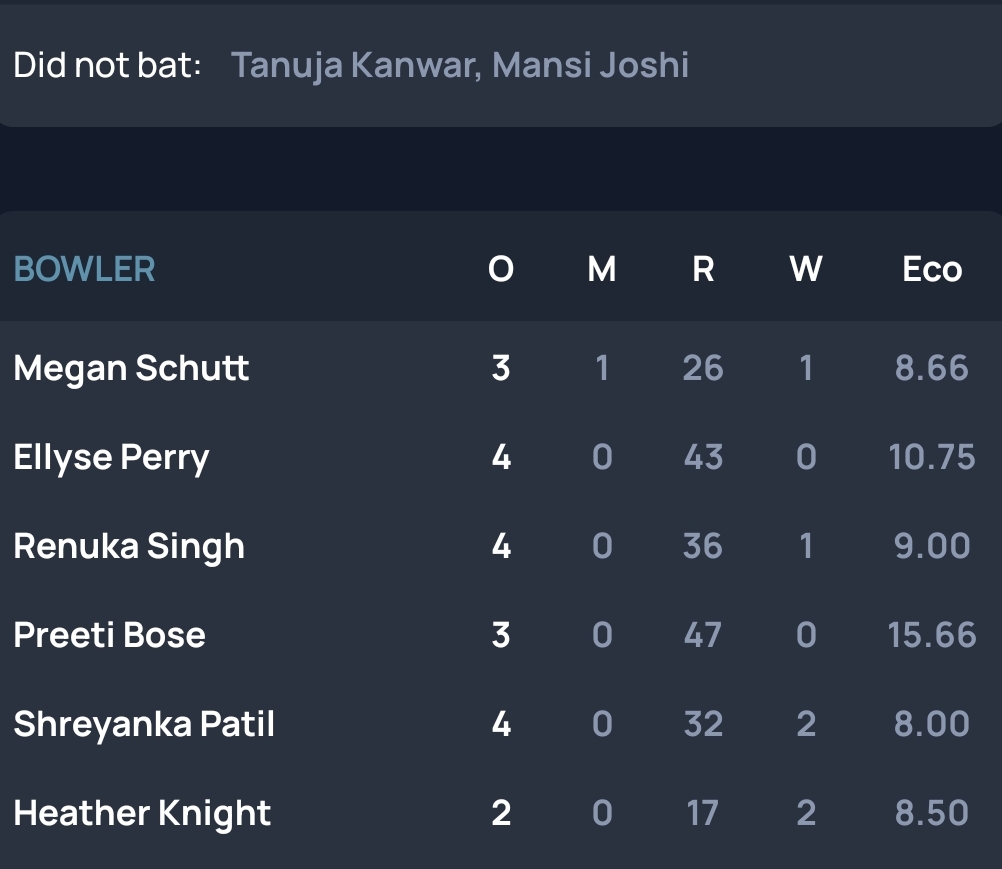 Did not bat: Tanuja Kanwar, Mansi Joshi
BOWLER O M R W Eco
Megan Schutt 3 1 26 1 8.66
Ellyse Perry 4 0 43 0 10.75
Renuka Singh 4 0 36 1 9.00
Preeti Bose 3 0 47 0 15.66
Shreyanka Patil 4 0 32 2 8.00
Heather Knight 2 0 17 2 8.50